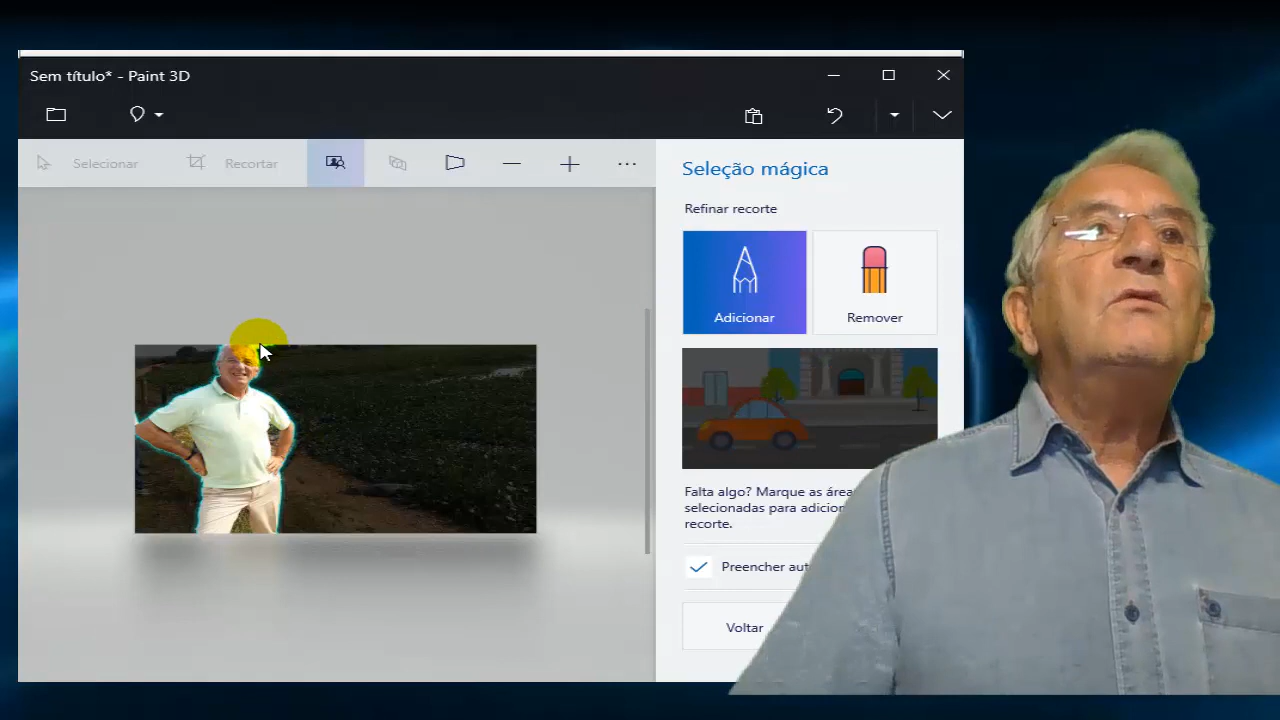 Sem título* - Paint 3D
Selecionar
Recortar
Seleção mágica
Refinar recorte
Adicionar
Remover
Falta algo? Marque as área
selecionadas para adicion
recorte.
Preencher aut
Voltar